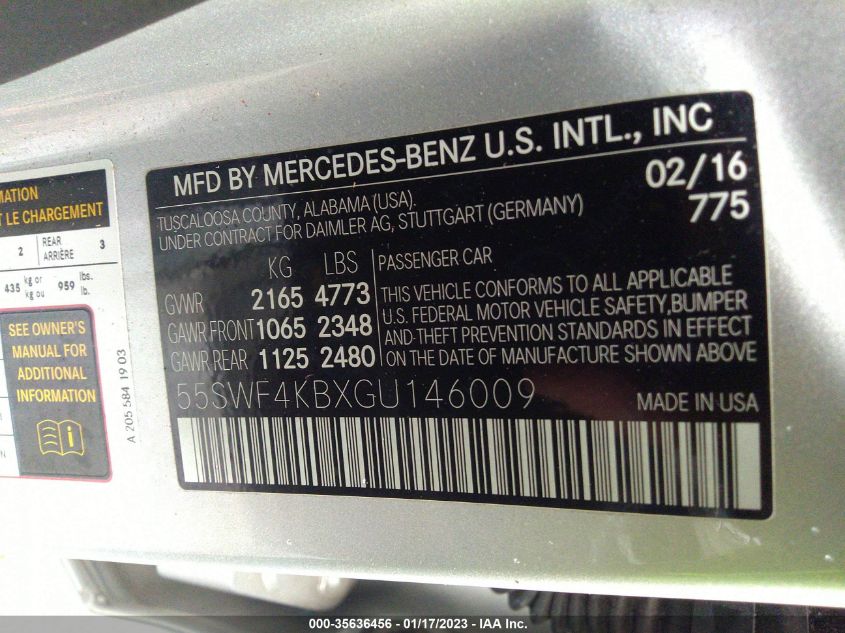 MATION
T LE CHARGEMENT
2 REAR ARRIÈRE 3
435 kg or kg ou 959 lbs. lb.
SEE OWNER'S
MANUAL FOR
ADDITIONAL
INFORMATION
A 205 584 19 03
MFD BY MERCEDES-BENZ U.S. INTL., INC
TUSCALOOSA COUNTY, ALABAMA (USA).
UNDER CONTRACT FOR DAIMLER AG, STUTTGART (GERMANY)
02/16
775
KG LBS
GVWR 2165 4773
GAWR FRONT 1065 2348
GAWR REAR 1125 2480
PASSENGER CAR
THIS VEHICLE CONFORMS TO ALL APPLICABLE
U.S. FEDERAL MOTOR VEHICLE SAFETY,BUMPER
AND THEFT PREVENTION STANDARDS IN EFFECT
ON THE DATE OF MANUFACTURE SHOWN ABOVE
55SWF4KBXGU146009
MADE IN USA
000-35636456 - 01/17/2023 - IAA Inc.